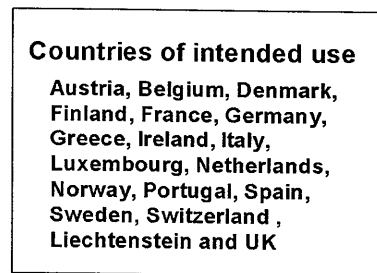 Countries of intended use
Austria, Belgium, Denmark,
Finland, France, Germany,
Greece, Ireland, Italy,
Luxembourg, Netherlands,
Norway, Portugal, Spain,
Sweden, Switzerland ,
Liechtenstein and UK